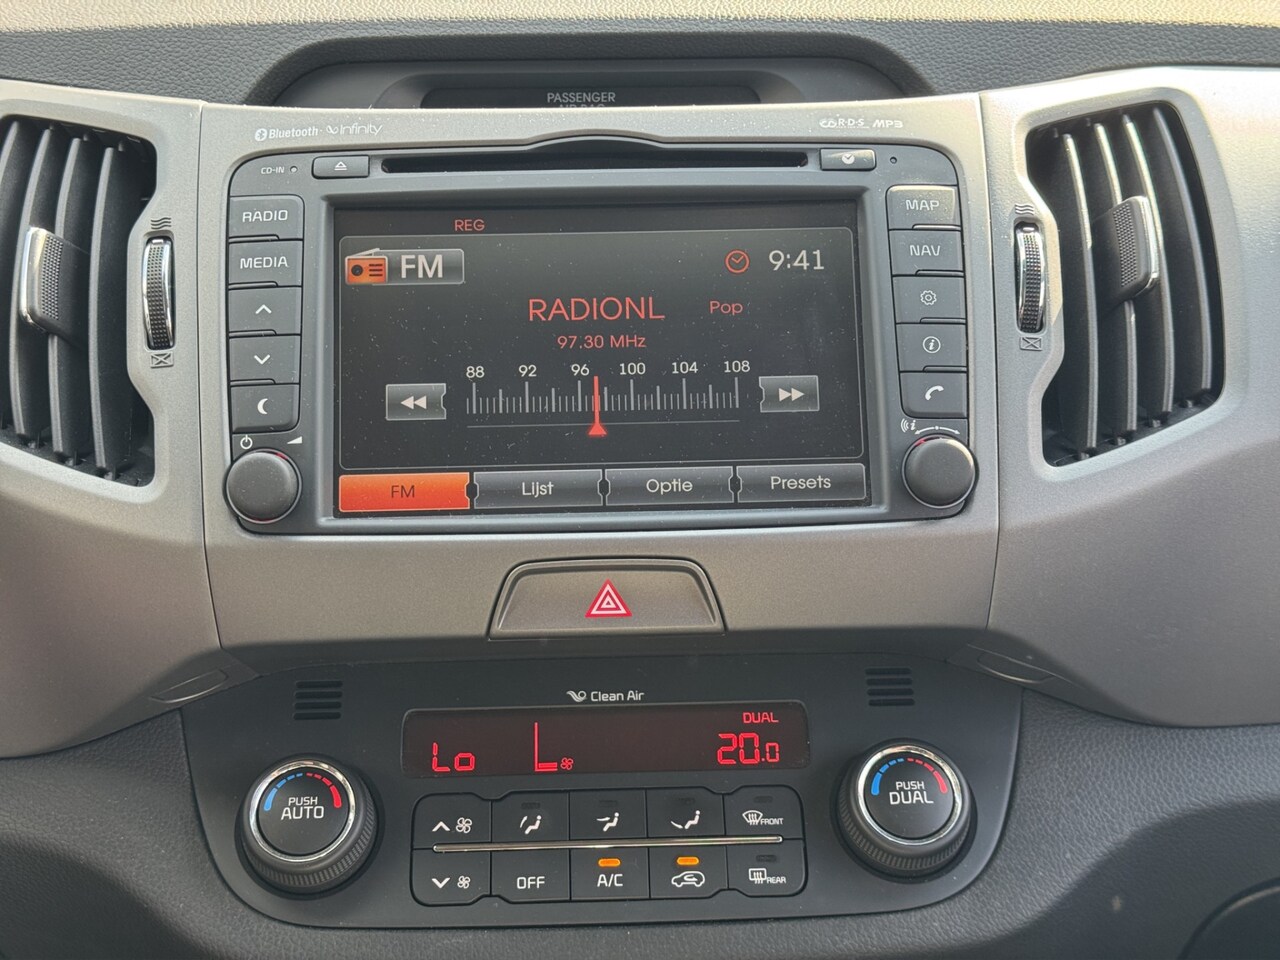 PASSENGER
AIR BAG
Bluetooth Infinity
R·D·S MP3
CD-IN
RADIO
MAP
MEDIA
NAV
REG
FM
9:41
RADIONL
Pop
97.30 MHz
88 92 96 100 104 108
FM
Lijst
Optie
Presets
Clean Air
DUAL
Lo
20.0
PUSH
AUTO
PUSH
DUAL
FRONT
OFF
A/C
REAR